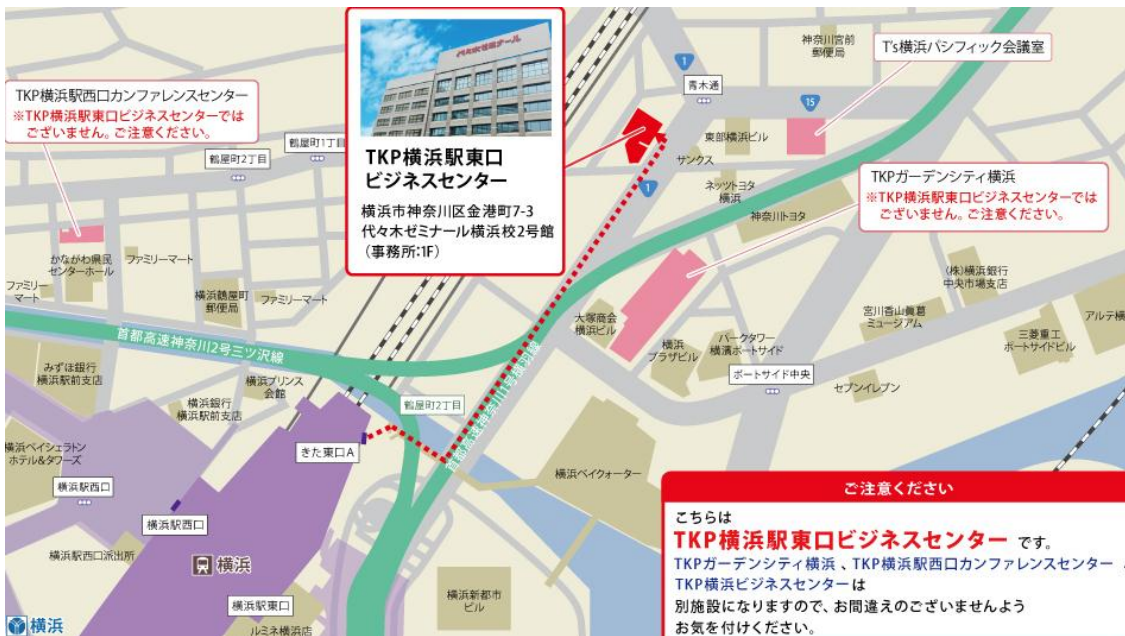 TKP横浜駅西口カンファレンスセンター
※TKP横浜駅東口ビジネスセンターでは
ございません。ご注意ください。
代々木ゼミナール
TKP横浜駅東口
ビジネスセンター
横浜市神奈川区金港町7-3
代々木ゼミナール横浜校2号館
(事務所:1F)
神奈川宮前
郵便局
T's横浜パシフィック会議室
1
青木通
15
東部横浜ビル
サンクス
1
ネッツトヨタ
横浜
神奈川トヨタ
TKPガーデンシティ横浜
※TKP横浜駅東口ビジネスセンターでは
ございません。ご注意ください。
鶴屋町1丁目
鶴屋町2丁目
かながわ県民
センターホール
ファミリーマート
ファミリー
マート
横浜鶴屋町
郵便局
ファミリーマート
首都高速神奈川2号三ツ沢線
大塚商会
横浜ビル
横浜
プラザビル
パークタワー
横濱ポートサイド
ポートサイド中央
(株)横浜銀行
中央市場支店
宮川香山眞葛
ミュージアム
三菱重工
ポートサイドビル
アルテ横
セブンイレブン
みずほ銀行
横浜駅前支店
横浜プリンス
会館
横浜銀行
横浜駅前支店
鶴屋町2丁目
きた東口A
横浜ベイシェラトン
ホテル&タワーズ
横浜駅西口
横浜駅西口
横浜駅西口派出所
横浜
横浜駅東口
ルミネ横浜店
横浜
横浜新都市
ビル
横浜ベイクォーター
ご注意ください
こちらは
TKP横浜駅東口ビジネスセンター です。
TKPガーデンシティ横浜 、TKP横浜駅西口カンファレンスセンター 、
TKP横浜ビジネスセンターは
別施設になりますので、お間違えのございませんよう
お気を付けください。